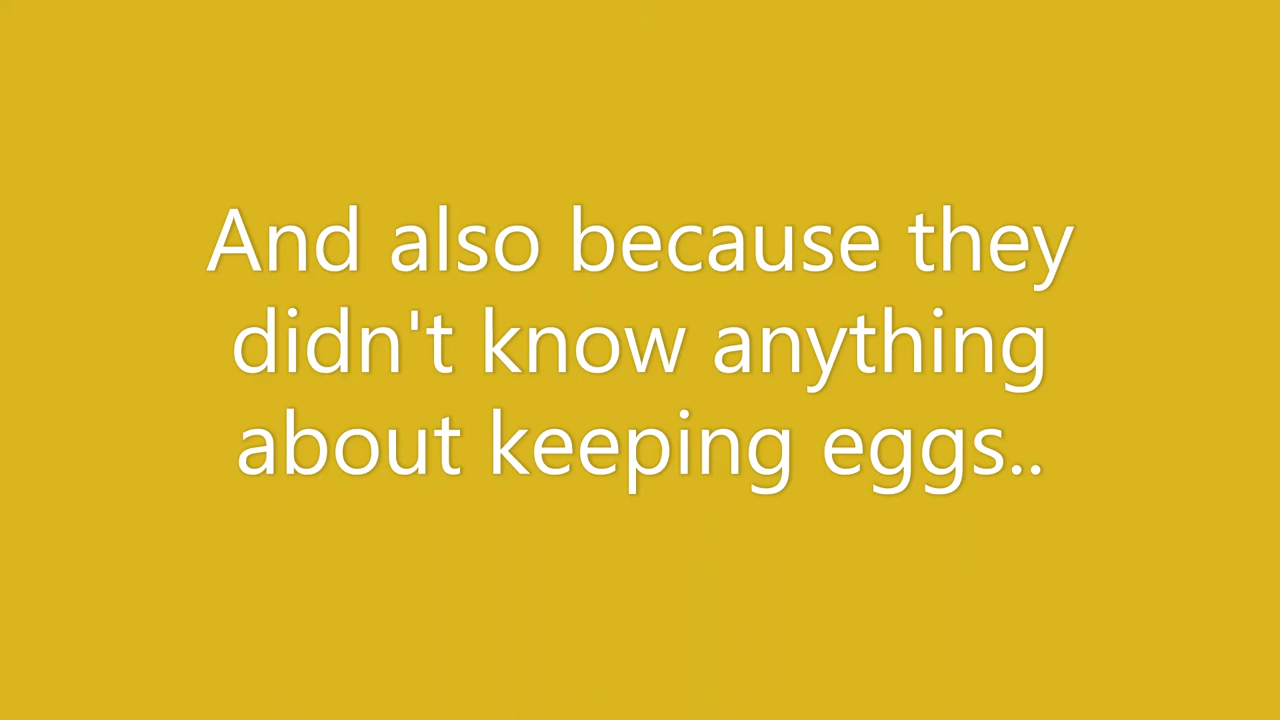 And also because they
didn't know anything
about keeping eggs..